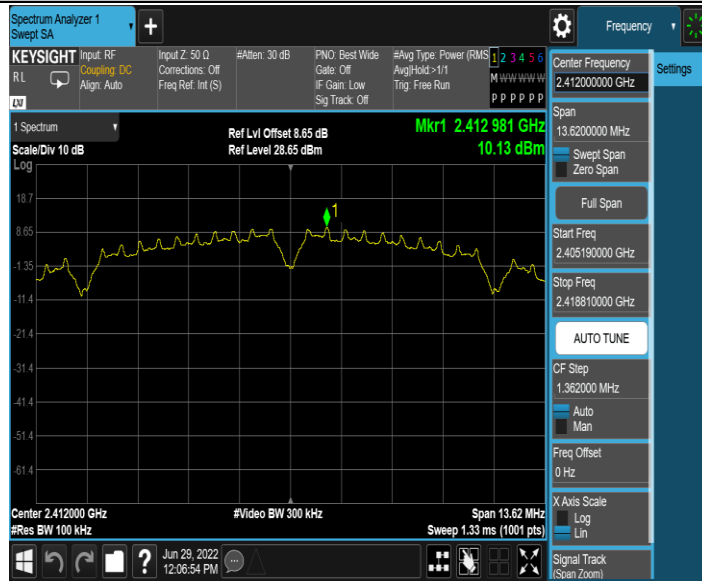 Spectrum Analyzer 1
Swept SA
+
Frequency
KEYSIGHT
RL
LXI
Input: RF
Coupling: DC
Align: Auto
Input Z: 50 Ω
Corrections: Off
Freq Ref: Int (S)
#Atten: 30 dB
PNO: Best Wide
Gate: Off
IF Gain: Low
Sig Track: Off
#Avg Type: Power (RMS
Avg|Hold:>1/1
Trig: Free Run
1 2 3 4 5 6
M W W W W W
P P P P P P
1 Spectrum
Scale/Div 10 dB
Log
Ref Lvl Offset 8.65 dB
Ref Level 28.65 dBm
Mkr1 2.412 981 GHz
10.13 dBm
1
18.7
8.65
-1.35
-11.4
-21.4
-31.4
-41.4
-51.4
-61.4
Center 2.412000 GHz
#Res BW 100 kHz
#Video BW 300 kHz
Span 13.62 MHz
Sweep 1.33 ms (1001 pts)
Center Frequency
2.412000000 GHz
Settings
Span
13.6200000 MHz
Swept Span
Zero Span
Full Span
Start Freq
2.405190000 GHz
Stop Freq
2.418810000 GHz
AUTO TUNE
CF Step
1.362000 MHz
Auto
Man
Freq Offset
0 Hz
X Axis Scale
Log
Lin
Signal Track
(Span Zoom)
?
Jun 29, 2022
12:06:54 PM